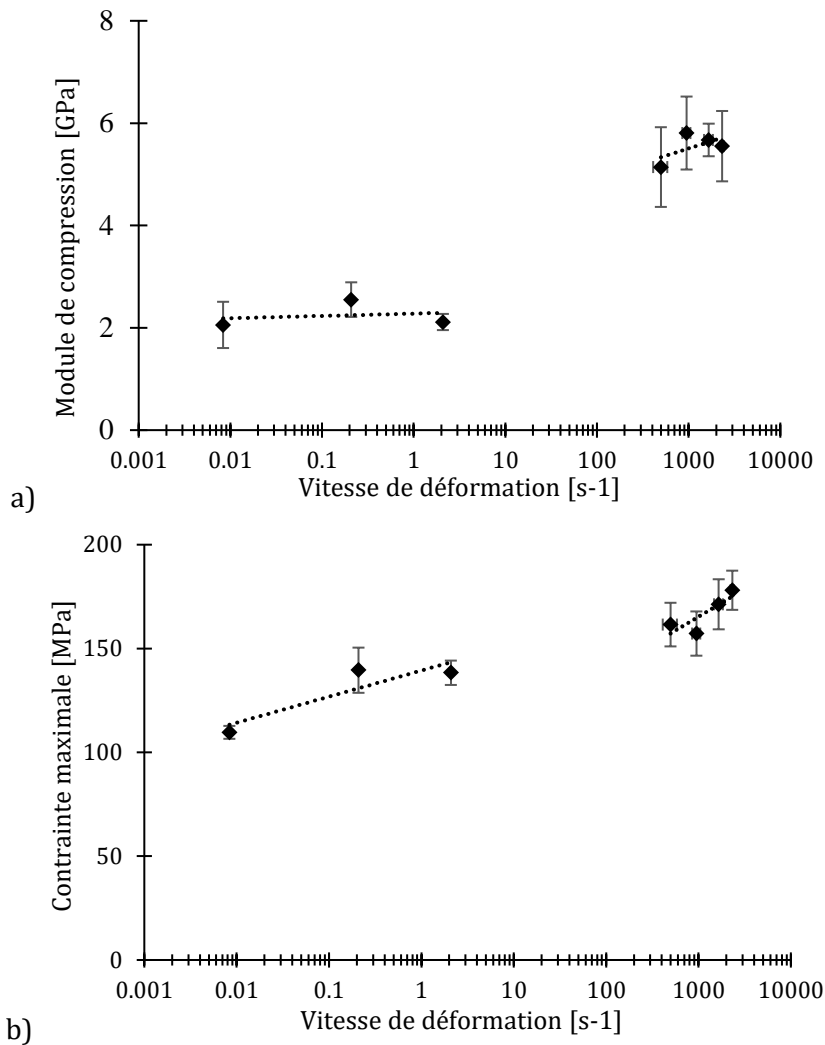 8
6
4
2
0
Module de compression [GPa]
0.001 0.01 0.1 1 10 100 1000 10000
Vitesse de déformation [s-1]
a)
200
150
100
50
0
Contrainte maximale [MPa]
0.001 0.01 0.1 1 10 100 1000 10000
Vitesse de déformation [s-1]
b)